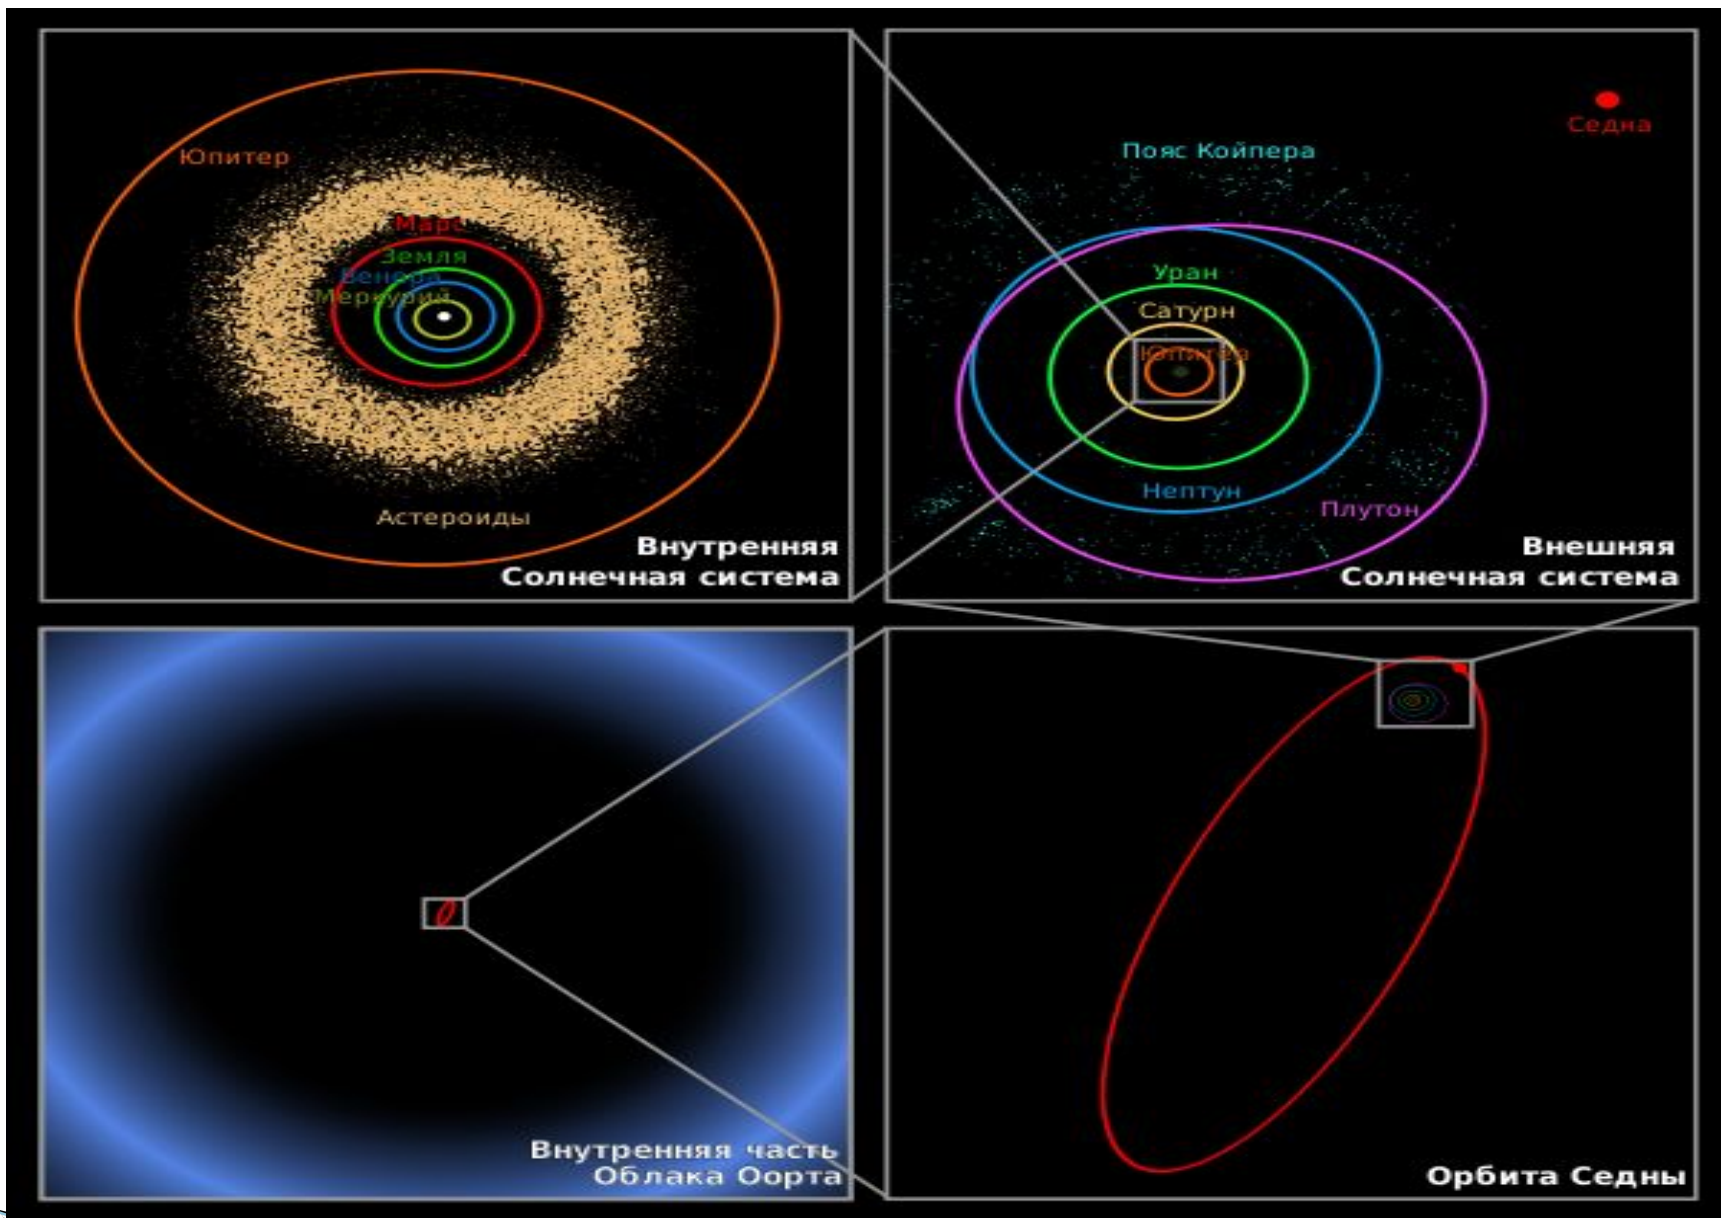 Юпитер
Марс
Земля
Венера
Меркурий
Астероиды
Внутренняя
Солнечная система
Седна
Пояс Койпера
Уран
Сатурн
Юпитер
Нептун
Плутон
Внешняя
Солнечная система
Внутренняя часть
Облака Оорта
Орбита Седны